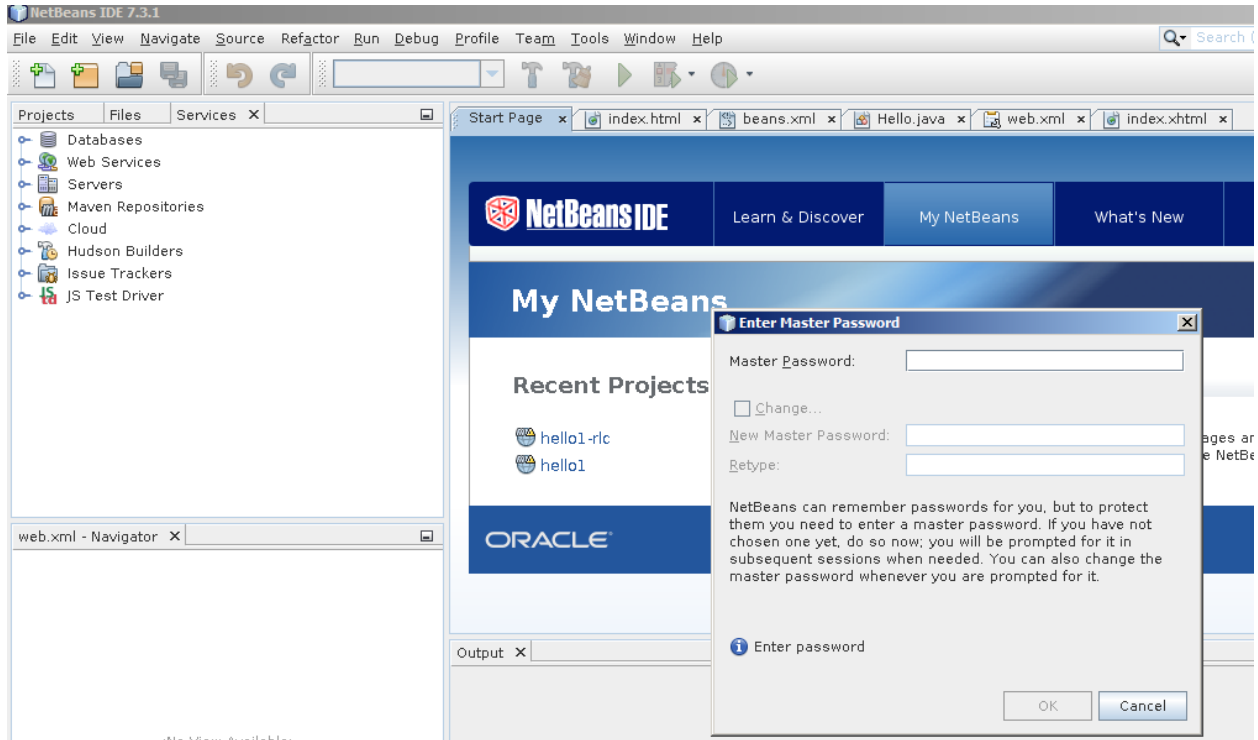 NetBeans IDE 7.3.1
File Edit View Navigate Source Refactor Run Debug Profile Team Tools Window Help
Search (
Projects Files Services
Databases
Web Services
Servers
Maven Repositories
Cloud
Hudson Builders
Issue Trackers
JS Test Driver
web.xml - Navigator
Start Page index.html beans.xml Hello.java web.xml index.xhtml
NetBeans IDE Learn & Discover My NetBeans What's New
My NetBeans
Recent Projects
hello1-rlc
hello1
ORACLE
Enter Master Password
Master Password:
Change...
New Master Password:
Retype:
NetBeans can remember passwords for you, but to protect
them you need to enter a master password. If you have not
chosen one yet, do so now; you will be prompted for it in
subsequent sessions when needed. You can also change the
master password whenever you are prompted for it.
Enter password
OK Cancel
Output